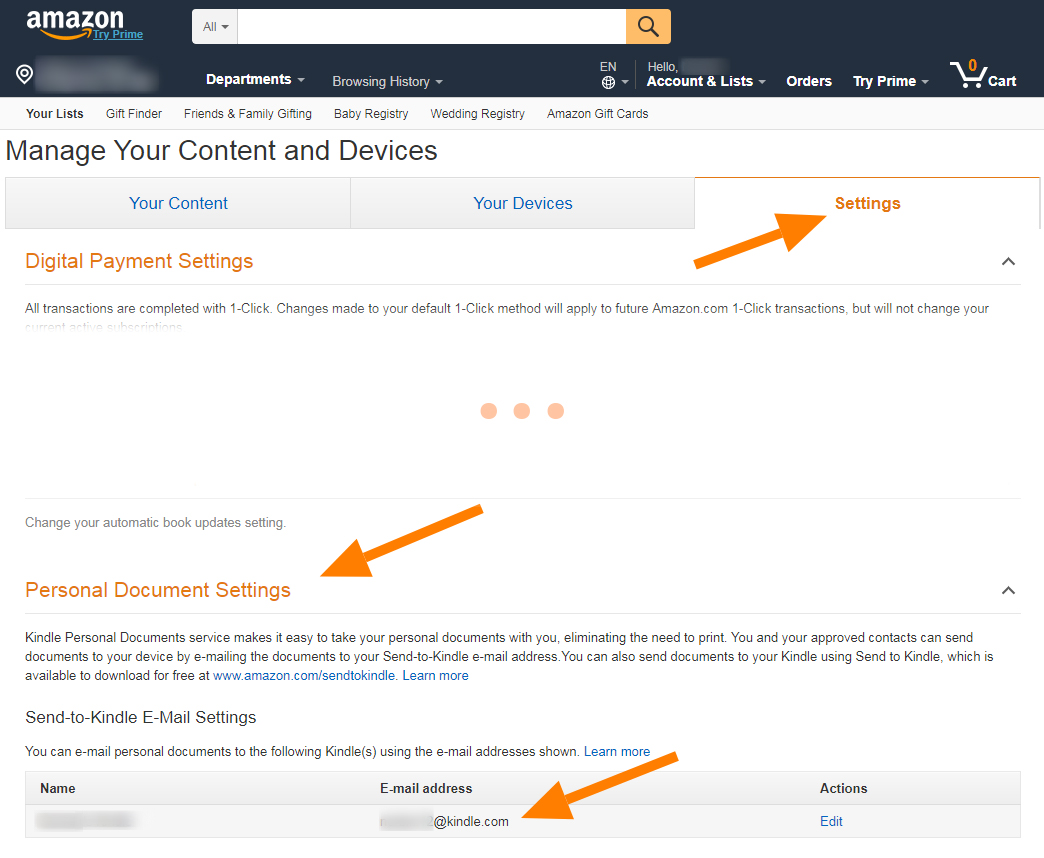 amazon
Try Prime
All
EN
Hello,
Departments
Browsing History
Account & Lists
Orders
Try Prime
0
Cart
Your Lists
Gift Finder
Friends & Family Gifting
Baby Registry
Wedding Registry
Amazon Gift Cards
Manage Your Content and Devices
Your Content
Your Devices
Settings
Digital Payment Settings
All transactions are completed with 1-Click. Changes made to your default 1-Click method will apply to future Amazon.com 1-Click transactions, but will not change your
current active subscriptions.
Change your automatic book updates setting.
Personal Document Settings
Kindle Personal Documents service makes it easy to take your personal documents with you, eliminating the need to print. You and your approved contacts can send
documents to your device by e-mailing the documents to your Send-to-Kindle e-mail address.You can also send documents to your Kindle using Send to Kindle, which is
available to download for free at www.amazon.com/sendtokindle. Learn more
Send-to-Kindle E-Mail Settings
You can e-mail personal documents to the following Kindle(s) using the e-mail addresses shown. Learn more
Name E-mail address Actions
@kindle.com Edit